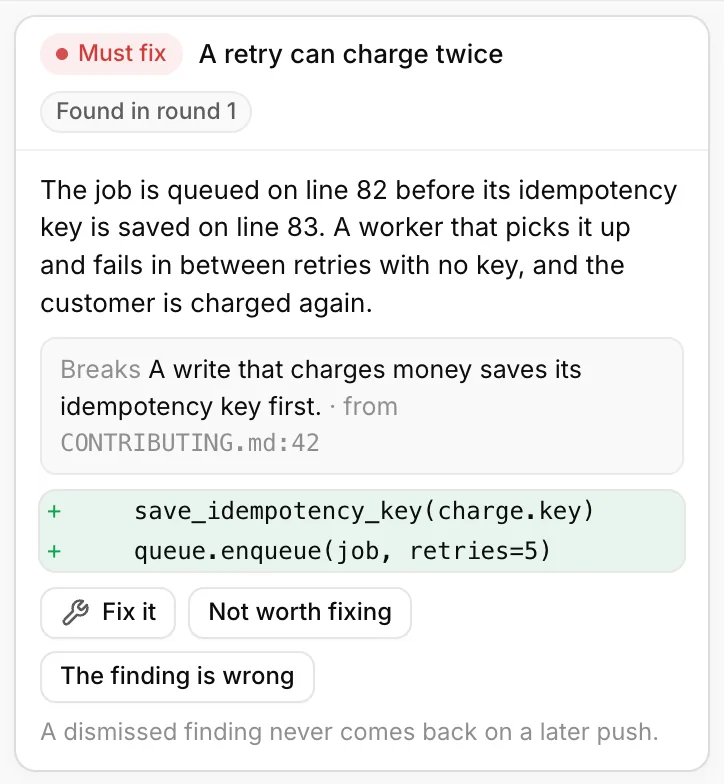 Must fix A retry can charge twice
Found in round 1
The job is queued on line 82 before its idempotency
key is saved on line 83. A worker that picks it up
and fails in between retries with no key, and the
customer is charged again.
Breaks A write that charges money saves its
idempotency key first. · from
CONTRIBUTING.md:42
+ save_idempotency_key(charge.key)
+ queue.enqueue(job, retries=5)
Fix it Not worth fixing
The finding is wrong
A dismissed finding never comes back on a later push.